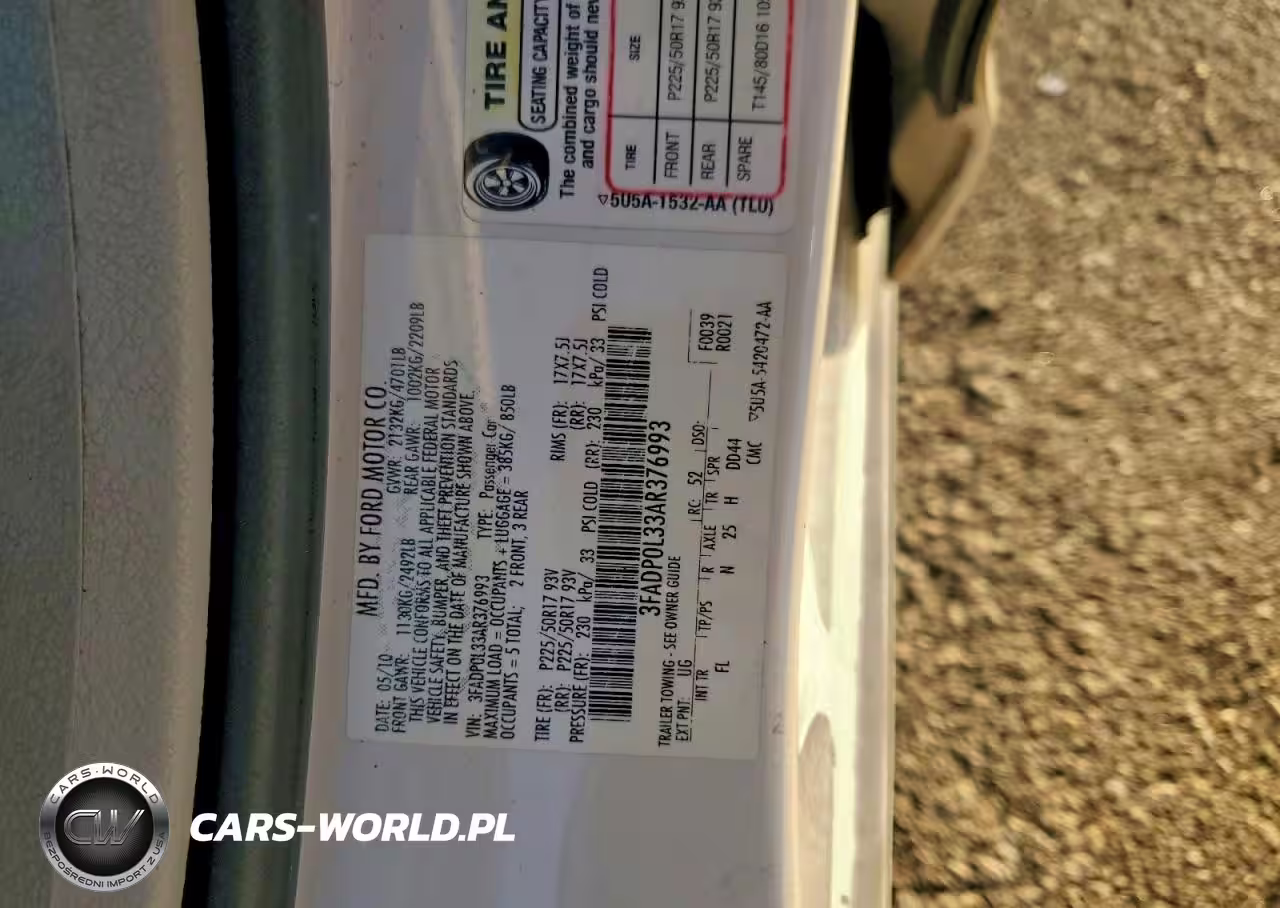 MFD. BY FORD MOTOR CO.
DATE: 05/10 GVWR: 2132KG/4701LB
FRONT GAWR: 1130KG/2492LB REAR GAWR: 1002KG/2209LB
THIS VEHICLE CONFORMS TO ALL APPLICABLE FEDERAL MOTOR
VEHICLE SAFETY, BUMPER, AND THEFT PREVENTION STANDARDS
IN EFFECT ON THE DATE OF MANUFACTURE SHOWN ABOVE.
VIN: 3FADP0L33AR376993 TYPE: Passenger Car
MAXIMUM LOAD = OCCUPANTS + LUGGAGE = 385KG/ 850LB
OCCUPANTS = 5 TOTAL; 2 FRONT, 3 REAR
TIRE (FR): P225/50R17 93V RIMS (FR): 17X7.5J
(RR): P225/50R17 93V (RR): 17X7.5J
PRESSURE (FR): 230 kPa/ 33 PSI COLD (RR): 230 kPa/ 33 PSI COLD
3FADP0L33AR376993
TRAILER TOWING - SEE OWNER GUIDE
EXT PNT: UG RC: 52 DSO: F0039
R0021
INT TR TP/PS R AXLE TR SPR
FL N 25 H DD44
CMC ▽5U5A-5420472-AA
TIRE AN
SEATING CAPACITY
The combined weight of
and cargo should nev
TIRE SIZE
FRONT P225/50R17 93
REAR P225/50R17 93
SPARE T145/80D16 10
▽5U5A-1532-AA (TLU)
CARS-WORLD
CW
BEZPOŚREDNI IMPORT Z USA
CARS-WORLD.PL